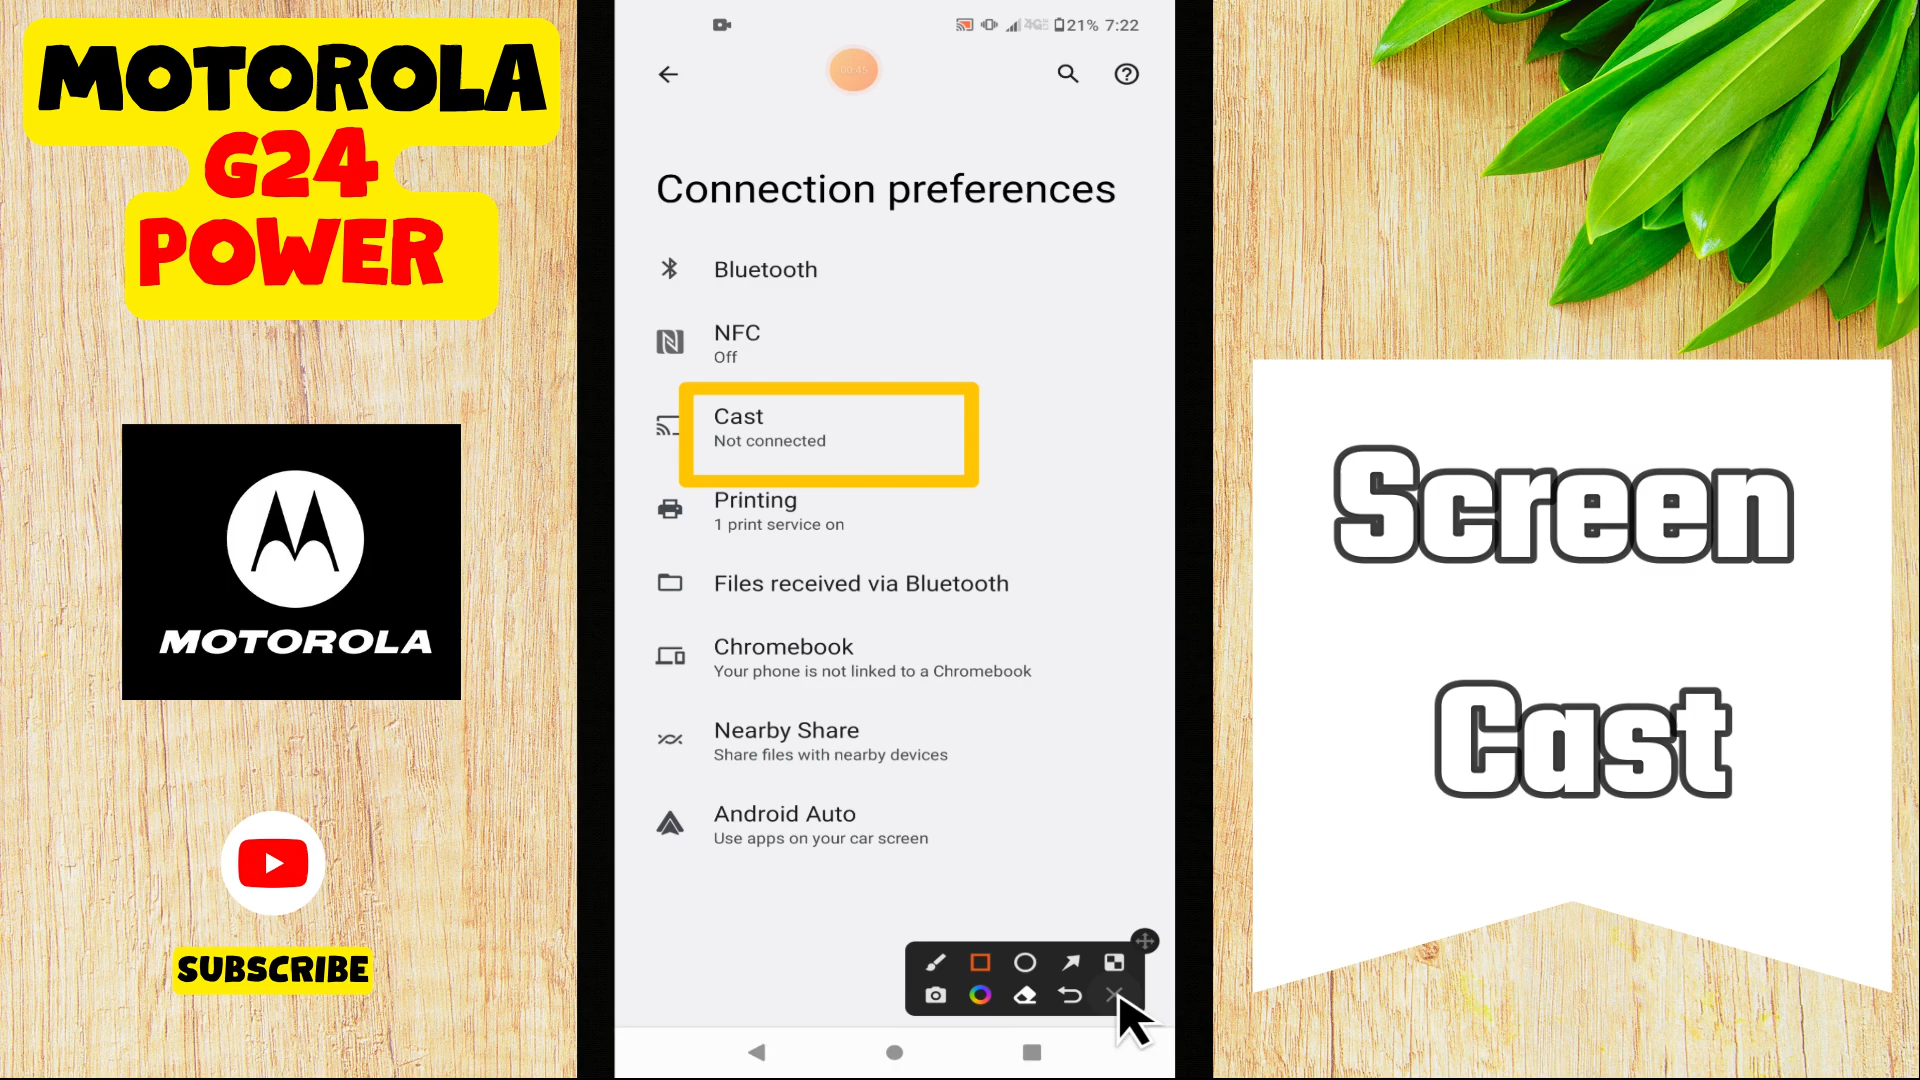 MOTOROLA
G24
POWER
MOTOROLA
SUBSCRIBE
21% 7:22
00:45
Connection preferences
Bluetooth
NFC
Off
Cast
Not connected
Printing
1 print service on
Files received via Bluetooth
Chromebook
Your phone is not linked to a Chromebook
Nearby Share
Share files with nearby devices
Android Auto
Use apps on your car screen
Screen
Cast